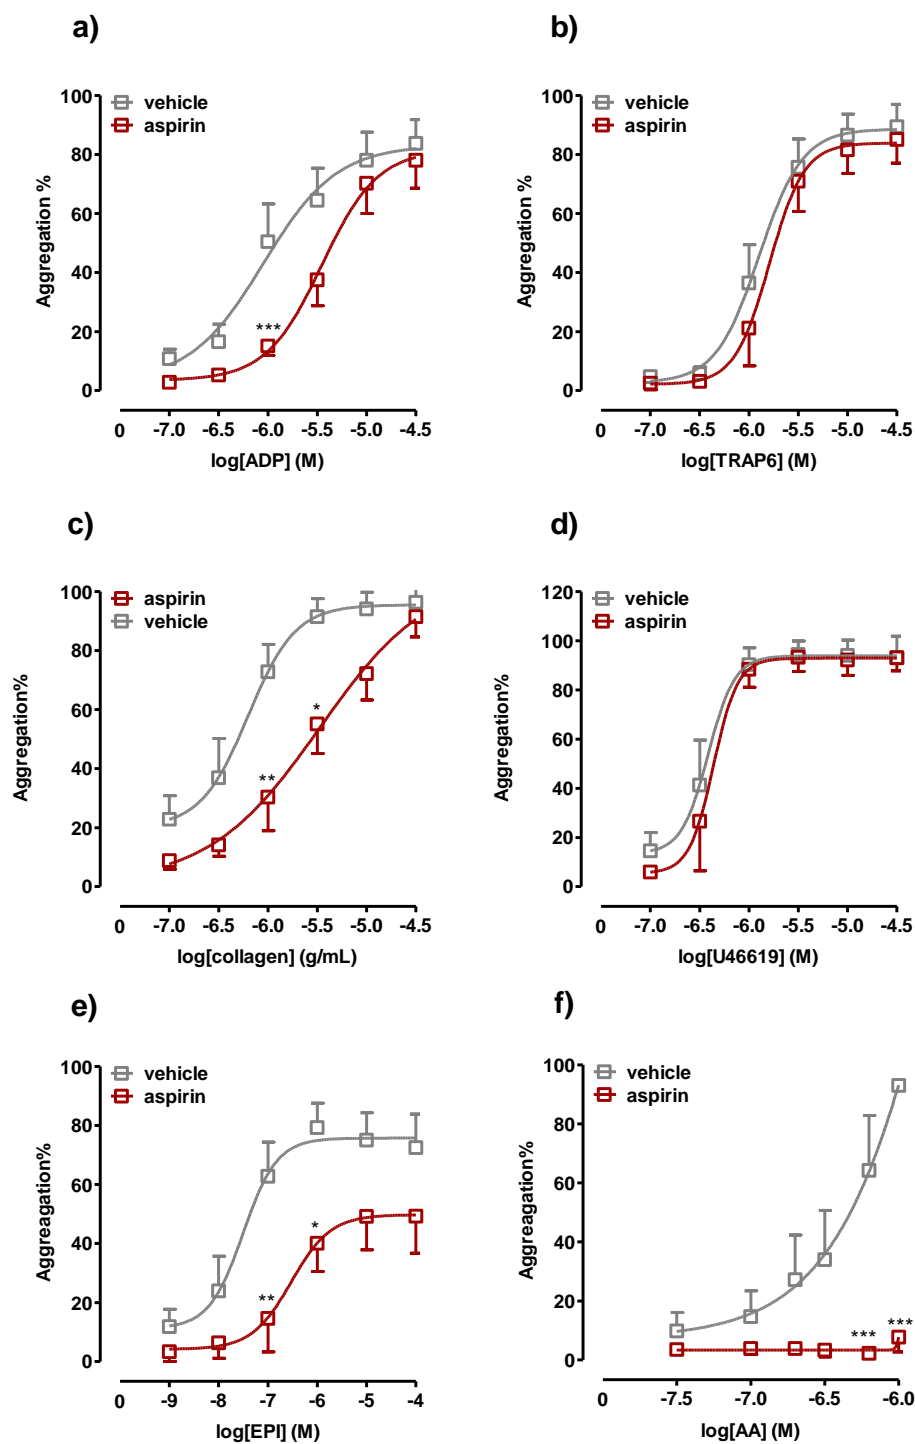 a)
vehicle
aspirin
Aggregation %
100
80
60
40
20
0
***
0 -7.0 -6.5 -6.0 -5.5 -5.0 -4.5
log[ADP] (M)
b)
vehicle
aspirin
Aggregation %
100
80
60
40
20
0
0 -7.0 -6.5 -6.0 -5.5 -5.0 -4.5
log[TRAP6] (M)
c)
aspirin
vehicle
Aggregation%
100
80
60
40
20
0
**
*
0 -7.0 -6.5 -6.0 -5.5 -5.0 -4.5
log[collagen] (g/mL)
d)
vehicle
aspirin
Aggregation%
120
100
80
60
40
20
0
0 -7.0 -6.5 -6.0 -5.5 -5.0 -4.5
log[U46619] (M)
e)
vehicle
aspirin
Aggreagation%
100
80
60
40
20
0
**
*
0 -9 -8 -7 -6 -5 -4
log[EPI] (M)
f)
vehicle
aspirin
Aggreagation%
100
80
60
40
20
0
***
***
0 -7.5 -7.0 -6.5 -6.0
log[AA] (M)